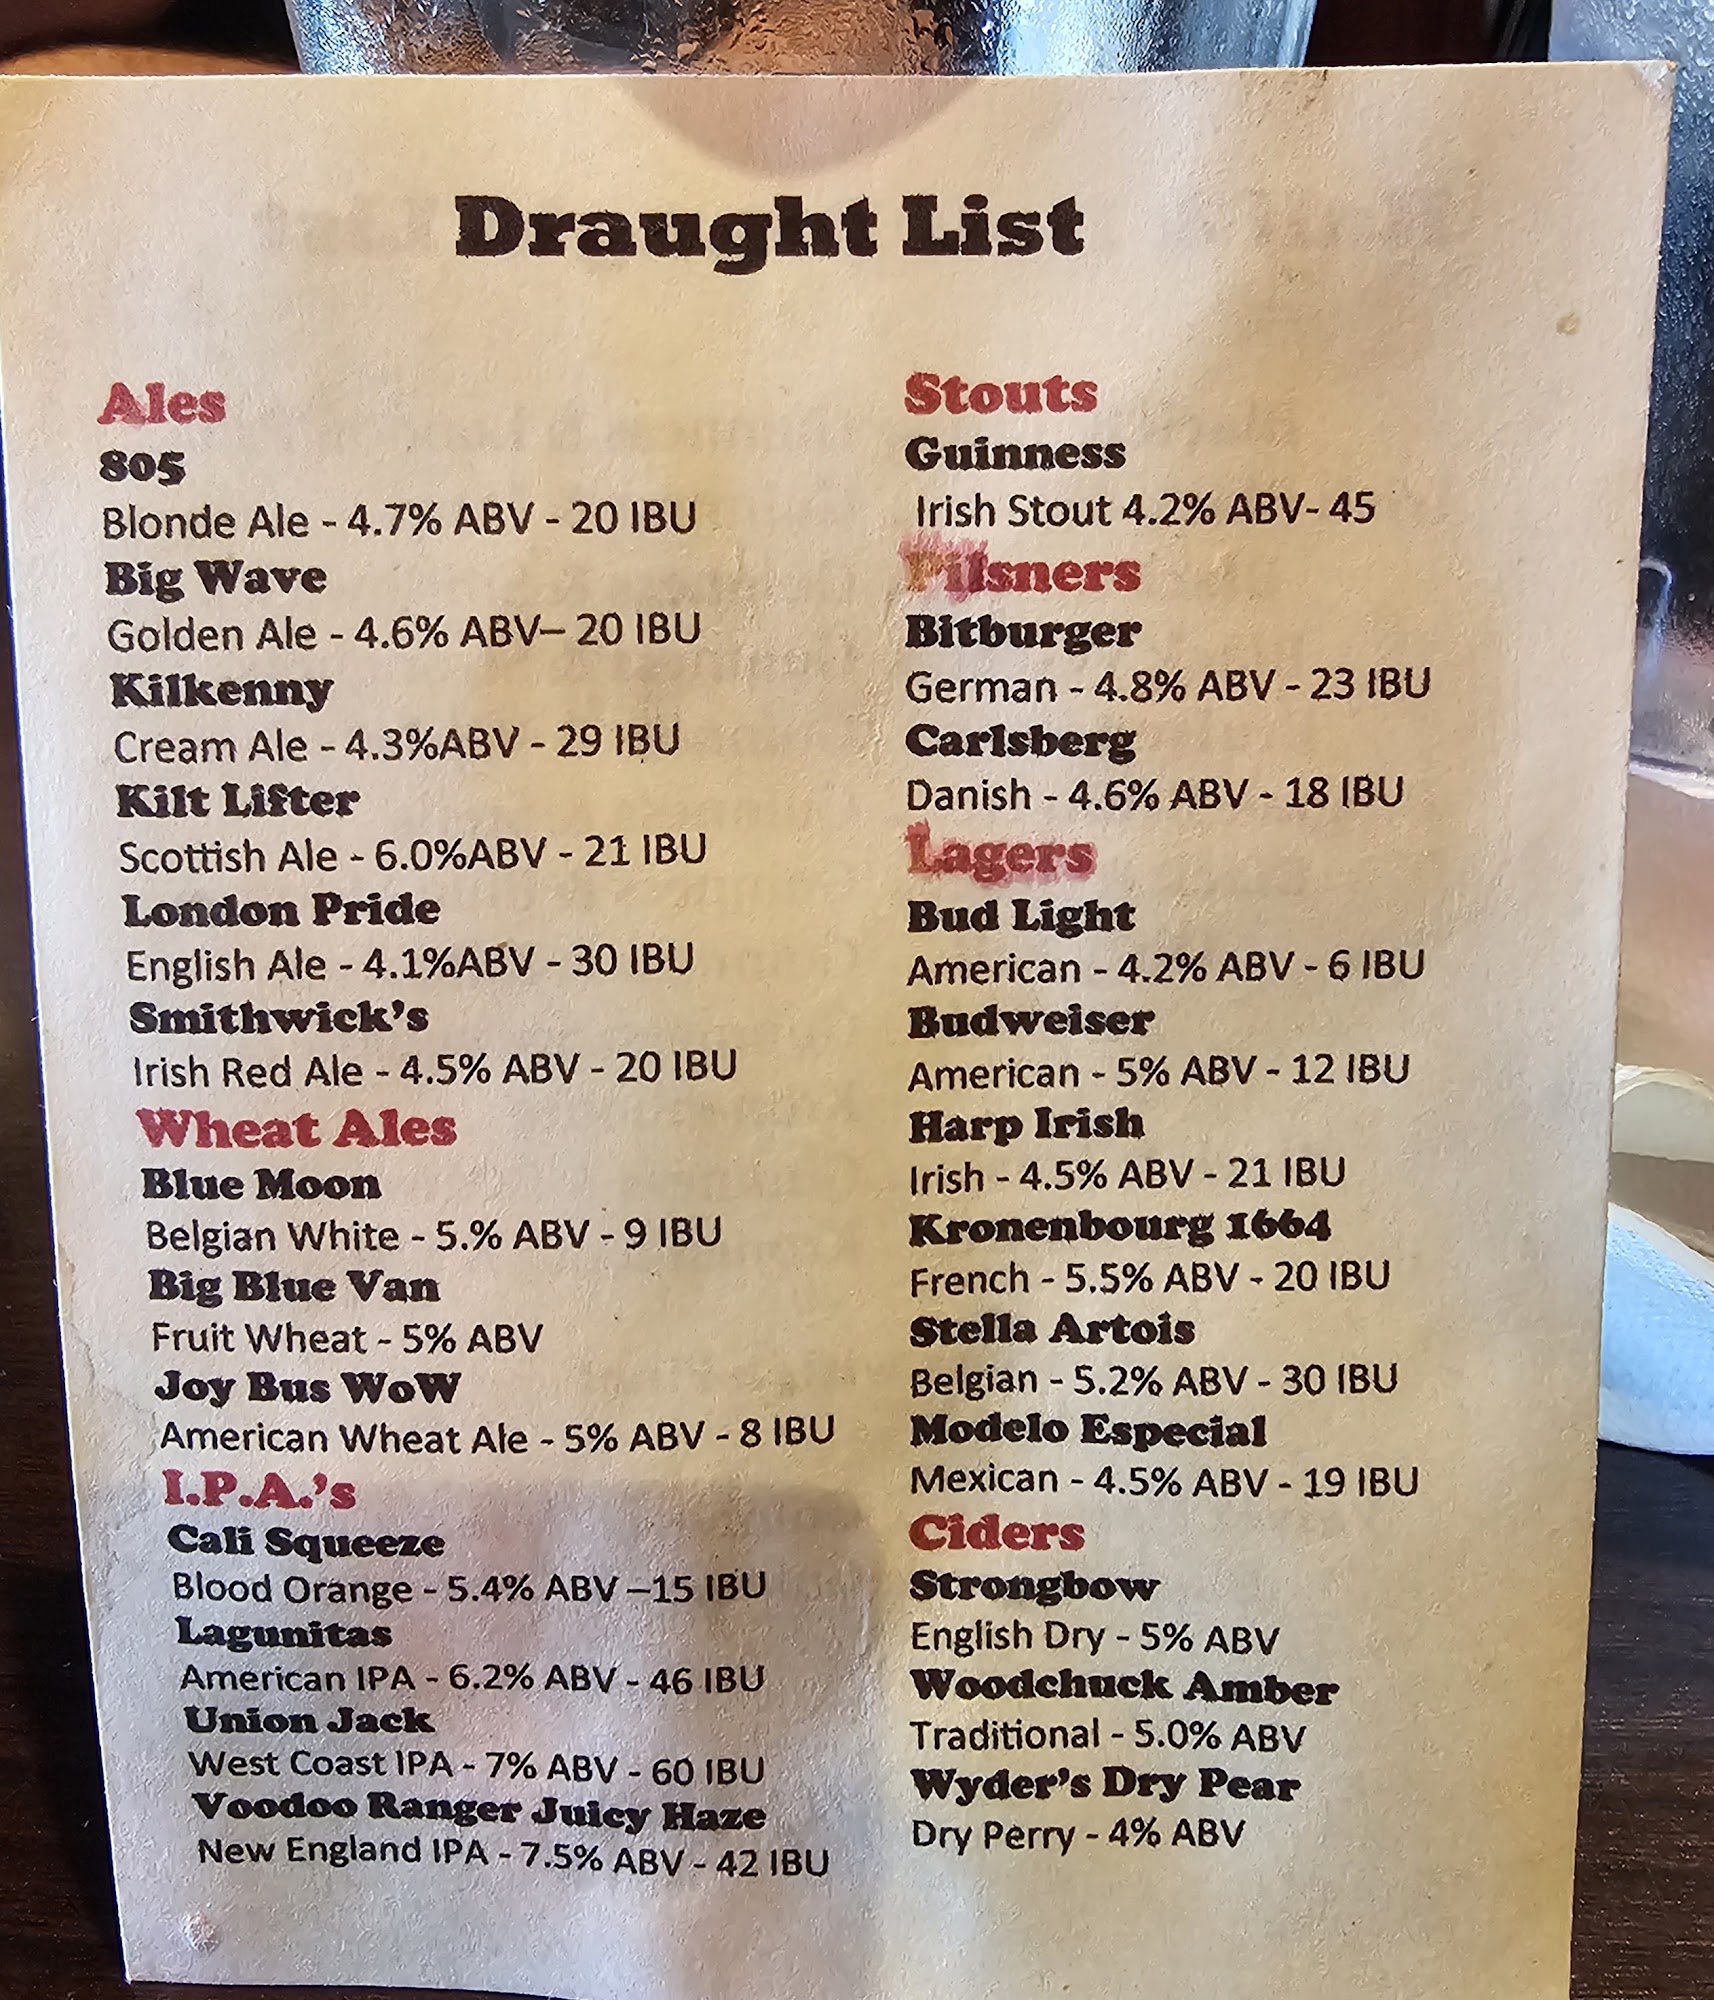 Draught List
Ales
805
Blonde Ale - 4.7% ABV - 20 IBU
Big Wave
Golden Ale - 4.6% ABV– 20 IBU
Kilkenny
Cream Ale - 4.3%ABV - 29 IBU
Kilt Lifter
Scottish Ale - 6.0%ABV - 21 IBU
London Pride
English Ale - 4.1%ABV - 30 IBU
Smithwick's
Irish Red Ale - 4.5% ABV - 20 IBU
Wheat Ales
Blue Moon
Belgian White - 5.% ABV - 9 IBU
Big Blue Van
Fruit Wheat - 5% ABV
Joy Bus WoW
American Wheat Ale - 5% ABV - 8 IBU
I.P.A.'s
Cali Squeeze
Blood Orange - 5.4% ABV –15 IBU
Lagunitas
American IPA - 6.2% ABV - 46 IBU
Union Jack
West Coast IPA - 7% ABV - 60 IBU
Voodoo Ranger Juicy Haze
New England IPA - 7.5% ABV - 42 IBU
Stouts
Guinness
Irish Stout 4.2% ABV- 45
Pilsners
Bitburger
German - 4.8% ABV - 23 IBU
Carlsberg
Danish - 4.6% ABV - 18 IBU
Lagers
Bud Light
American - 4.2% ABV - 6 IBU
Budweiser
American - 5% ABV - 12 IBU
Harp Irish
Irish - 4.5% ABV - 21 IBU
Kronenbourg 1664
French - 5.5% ABV - 20 IBU
Stella Artois
Belgian - 5.2% ABV - 30 IBU
Modelo Especial
Mexican - 4.5% ABV - 19 IBU
Ciders
Strongbow
English Dry - 5% ABV
Woodchuck Amber
Traditional - 5.0% ABV
Wyder's Dry Pear
Dry Perry - 4% ABV